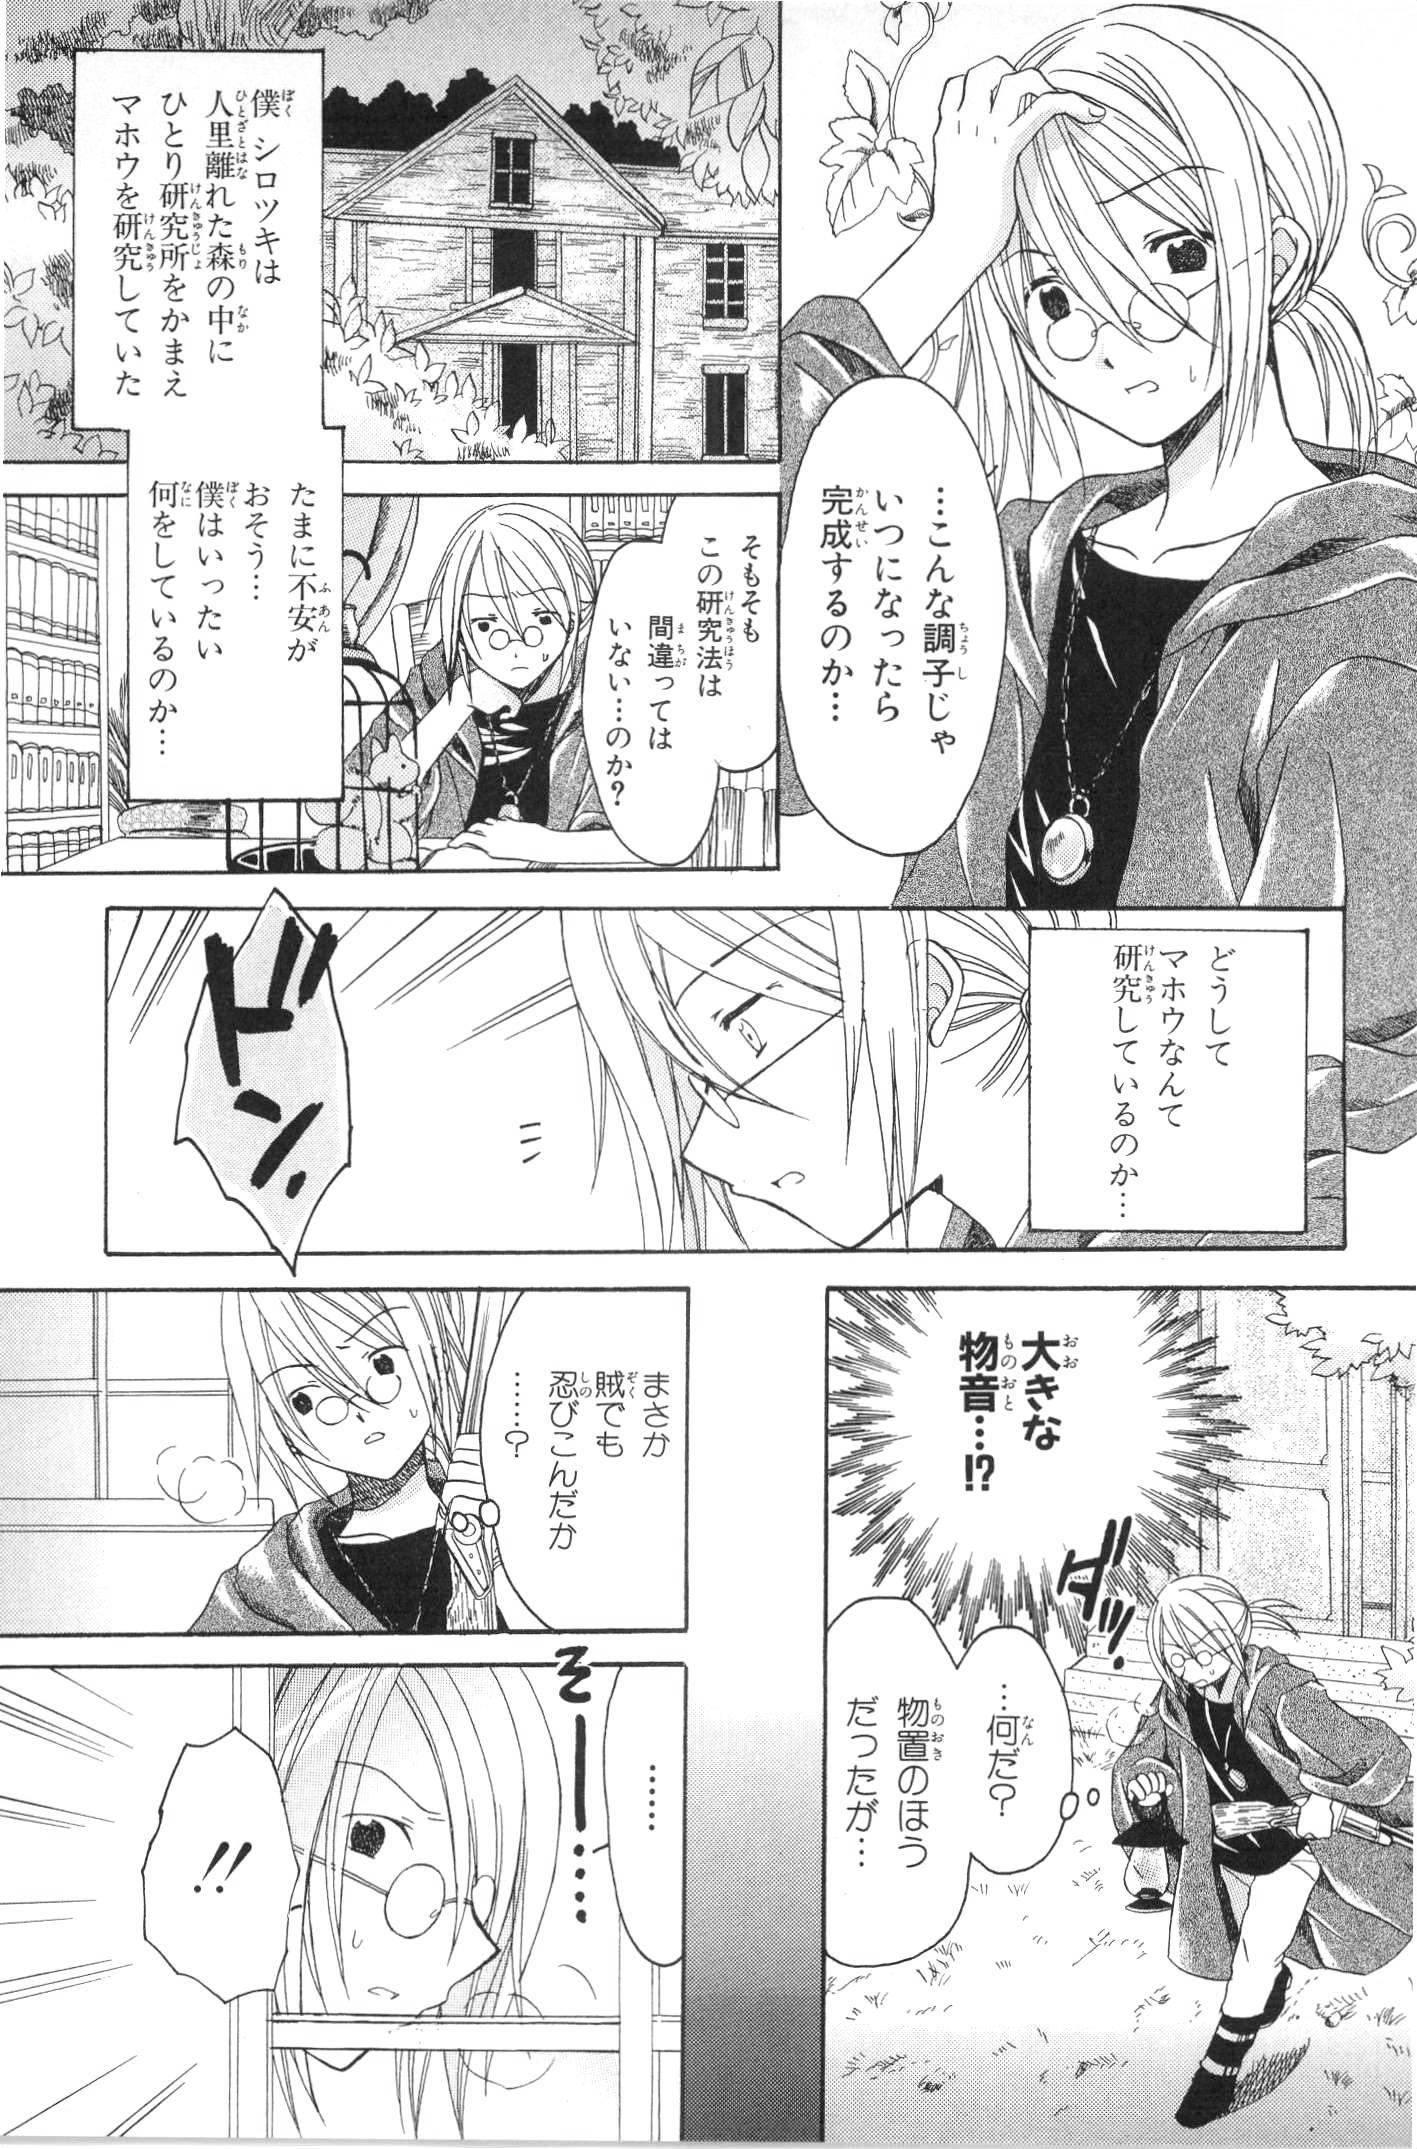 …こんな調子じゃ
いつになったら
完成するのか…
僕 シロツキは
人里離れた森の中に
ひとり研究所をかまえ
マホウを研究していた
そもそも
この研究法は
間違っては
いない…のか?
たまに不安が
おそう…
僕はいったい
何をしているのか…
どうして
マホウなんて
研究しているのか…
ドン.
大きな
物音…!?
ダッ!
…何だ?
物置のほう
だったが…
まさか
賊でも
忍びこんだか
……?
そー……
……
!!